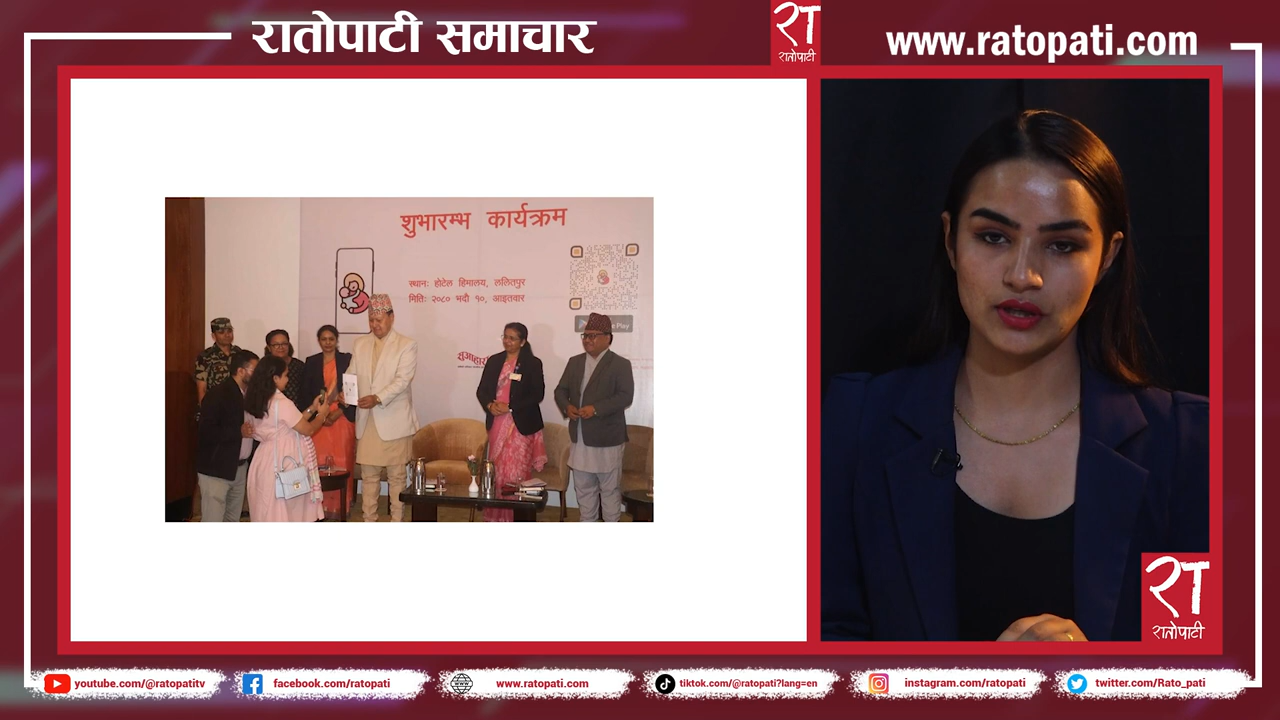 रातोपाटी समाचार
रा
रातोपाटी
www.ratopati.com
शुभारम्भ कार्यक्रम
स्थानः होटेल हिमालय, ललितपुर
मितिः २०८० भदौ १०, आइतवार
Play
रा
रातोपाटी
youtube.com/@ratopatitv
facebook.com/ratopati
www.ratopati.com
tiktok.com/@ratopati?lang=en
instagram.com/ratopati
twitter.com/Rato_pati